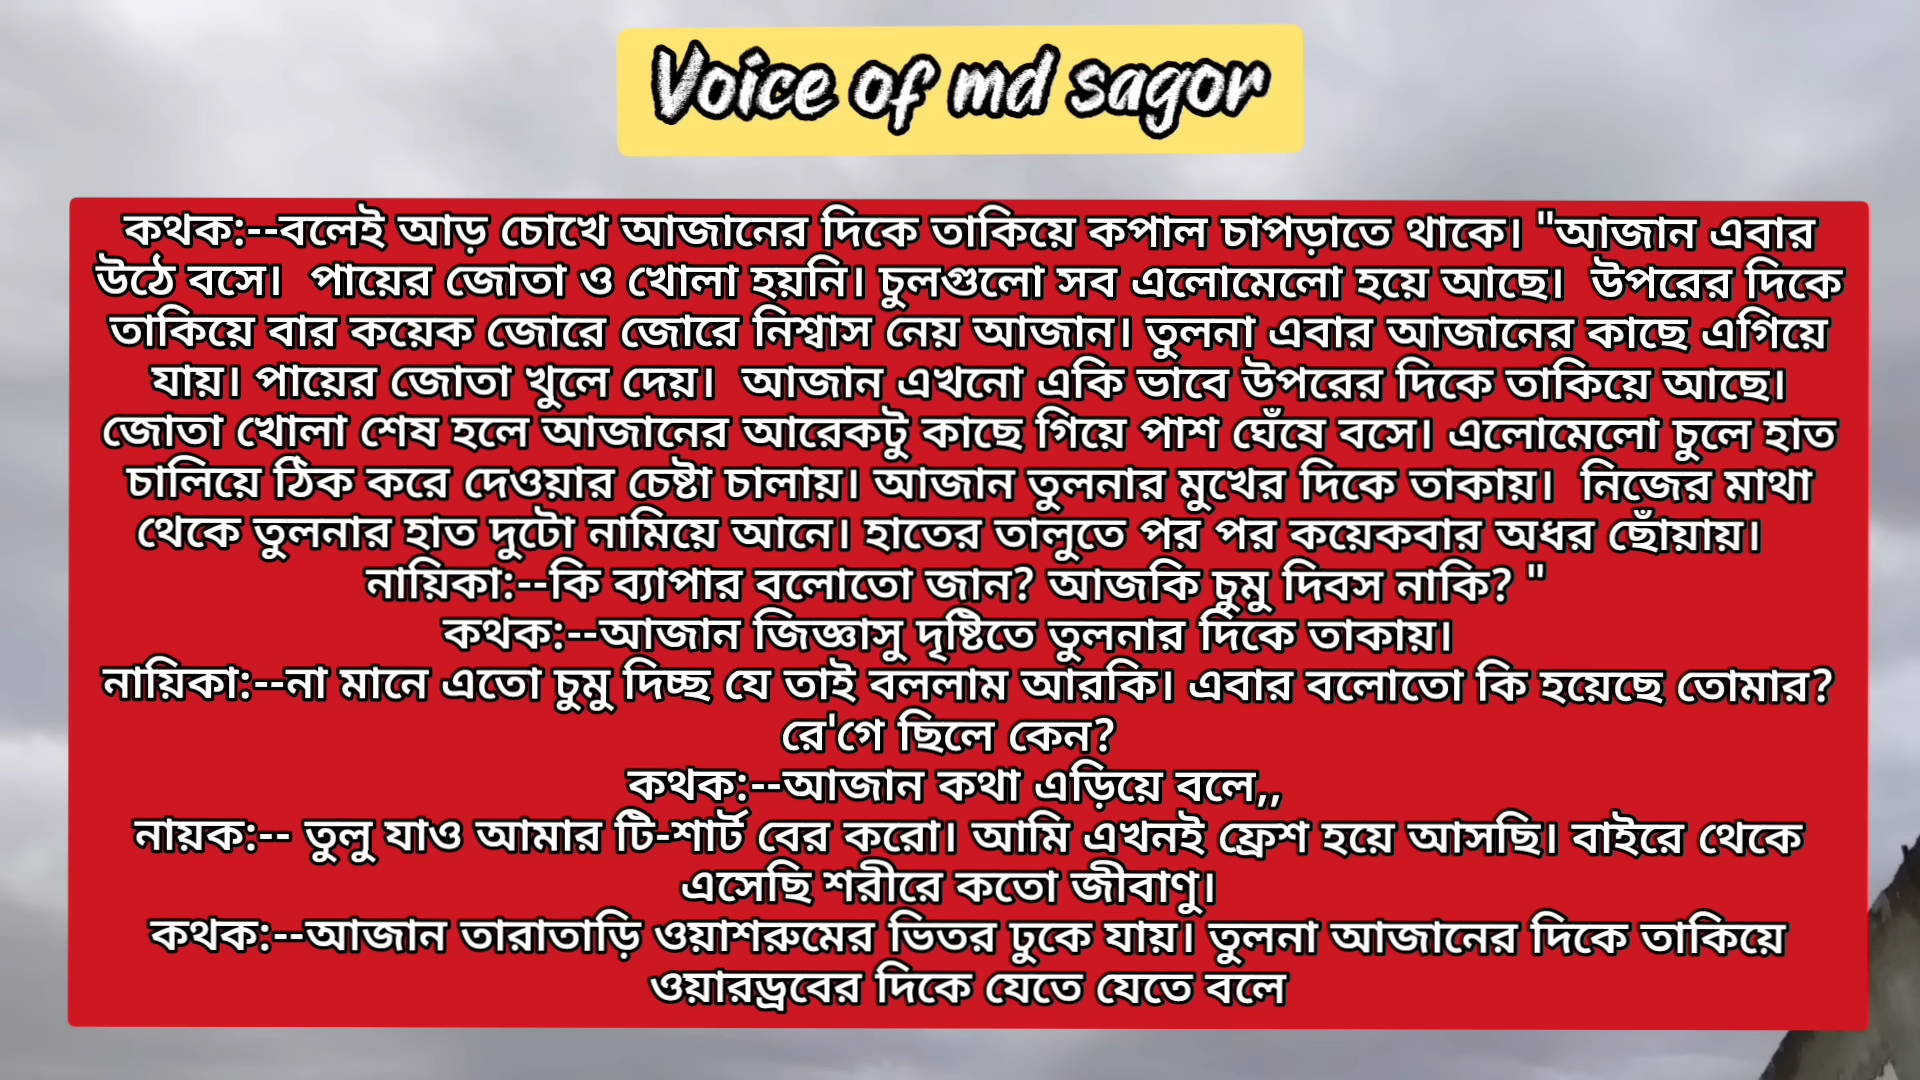 Voice of md sagor
কথক:--বলেই আড় চোখে আজানের দিকে তাকিয়ে কপাল চাপড়াতে থাকে। "আজান এবার
উঠে বসে।  পায়ের জোতা ও খোলা হয়নি। চুলগুলো সব এলোমেলো হয়ে আছে।  উপরের দিকে
তাকিয়ে বার কয়েক জোরে জোরে নিশ্বাস নেয় আজান। তুলনা এবার আজানের কাছে এগিয়ে
যায়। পায়ের জোতা খুলে দেয়।  আজান এখনো একি ভাবে উপরের দিকে তাকিয়ে আছে।
জোতা খোলা শেষ হলে আজানের আরেকটু কাছে গিয়ে পাশ ঘেঁষে বসে। এলোমেলো চুলে হাত
চালিয়ে ঠিক করে দেওয়ার চেষ্টা চালায়। আজান তুলনার মুখের দিকে তাকায়।  নিজের মাথা
থেকে তুলনার হাত দুটো নামিয়ে আনে। হাতের তালুতে পর পর কয়েকবার অধর ছোঁয়ায়।
নায়িকা:--কি ব্যাপার বলোতো জান? আজকি চুমু দিবস নাকি? "
কথক:--আজান জিজ্ঞাসু দৃষ্টিতে তুলনার দিকে তাকায়।
নায়িকা:--না মানে এতো চুমু দিচ্ছ যে তাই বললাম আরকি। এবার বলোতো কি হয়েছে তোমার?
রে'গে ছিলে কেন?
কথক:--আজান কথা এড়িয়ে বলে,,
নায়ক:-- তুলু যাও আমার টি-শার্ট বের করো। আমি এখনই ফ্রেশ হয়ে আসছি। বাইরে থেকে
এসেছি শরীরে কতো জীবাণু।
কথক:--আজান তারাতাড়ি ওয়াশরুমের ভিতর ঢুকে যায়। তুলনা আজানের দিকে তাকিয়ে
ওয়ারড্রবের দিকে যেতে যেতে বলে